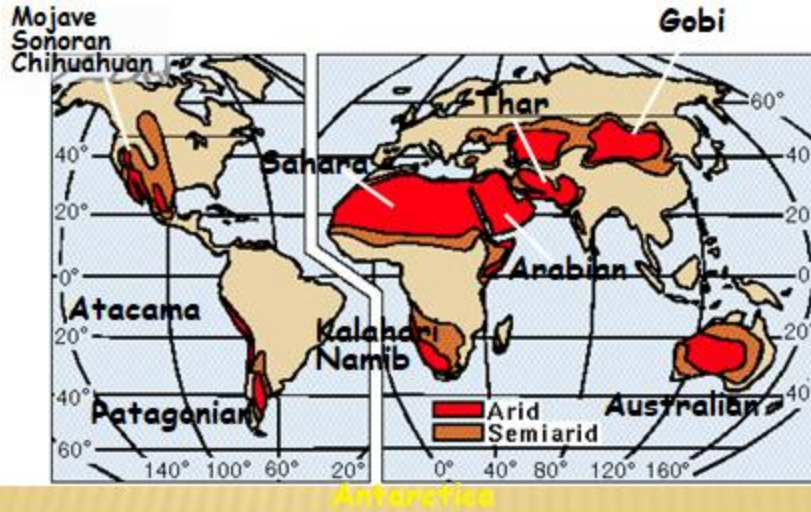 Mojave
Sonoran
Chihuahuan
Gobi
Thar
60°
40°
40°
Sahara
20°
20
Arabian
0°
0
Atacama
Kalahari
Namib
20°
20
40°
40
Patagonian
Australian
Arid
Semiarid
60°
140° 100° 60° 20° 0° 40° 80° 120° 160°
Antarctica